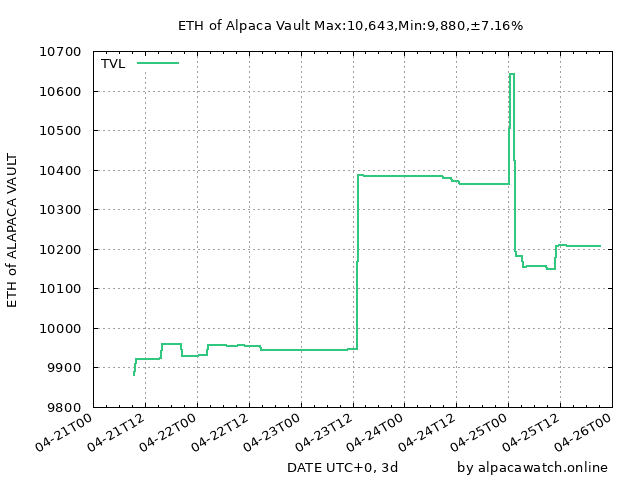 ETH of Alpaca Vault Max:10,643,Min:9,880,±7.16%
TVL
10700
10600
10500
10400
10300
10200
10100
10000
9900
9800
ETH of ALAPACA VAULT
04-21T00
04-21T12
04-22T00
04-22T12
04-23T00
04-23T12
04-24T00
04-24T12
04-25T00
04-25T12
04-26T00
DATE UTC+0, 3d
by alpacawatch.online